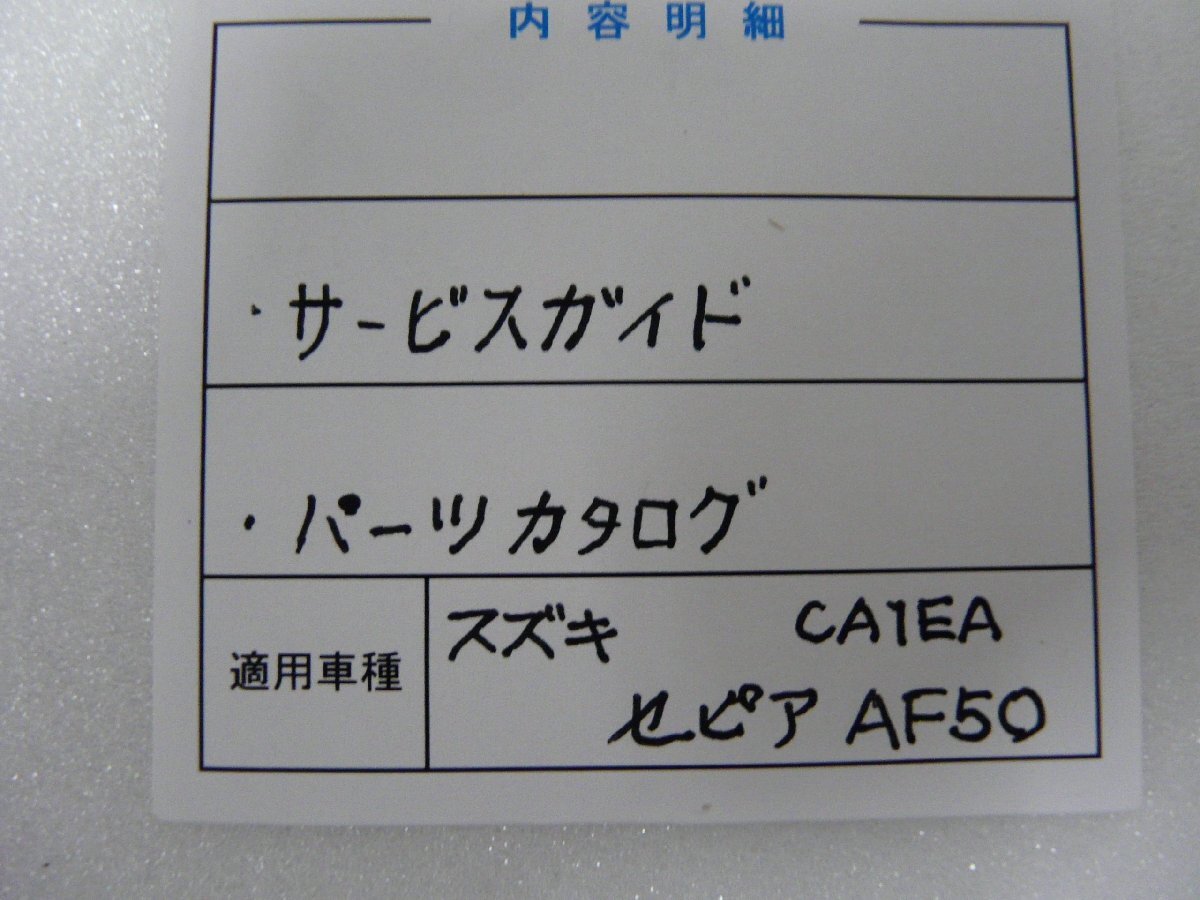 内容明細
・サービスガイド
・パーツカタログ
適用車種
スズキ CA1EA
セピア AF50